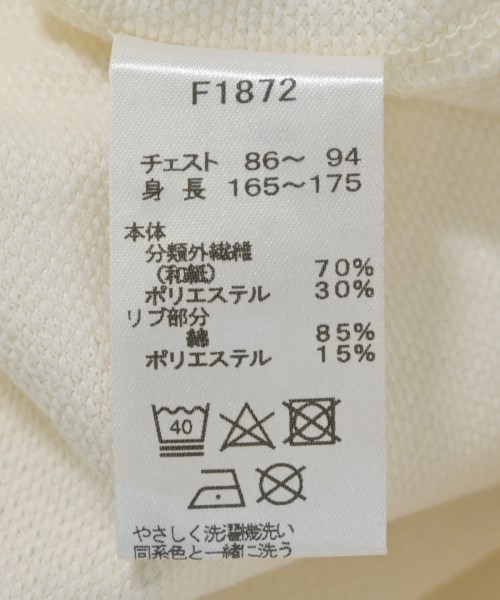 F1872
チェスト 86〜 94
身 長 165〜175
本体
分類外繊維
(和紙) 70%
ポリエステル 30%
リブ部分
綿 85%
ポリエステル 15%
40
やさしく洗濯機洗い
同系色と一緒に洗う